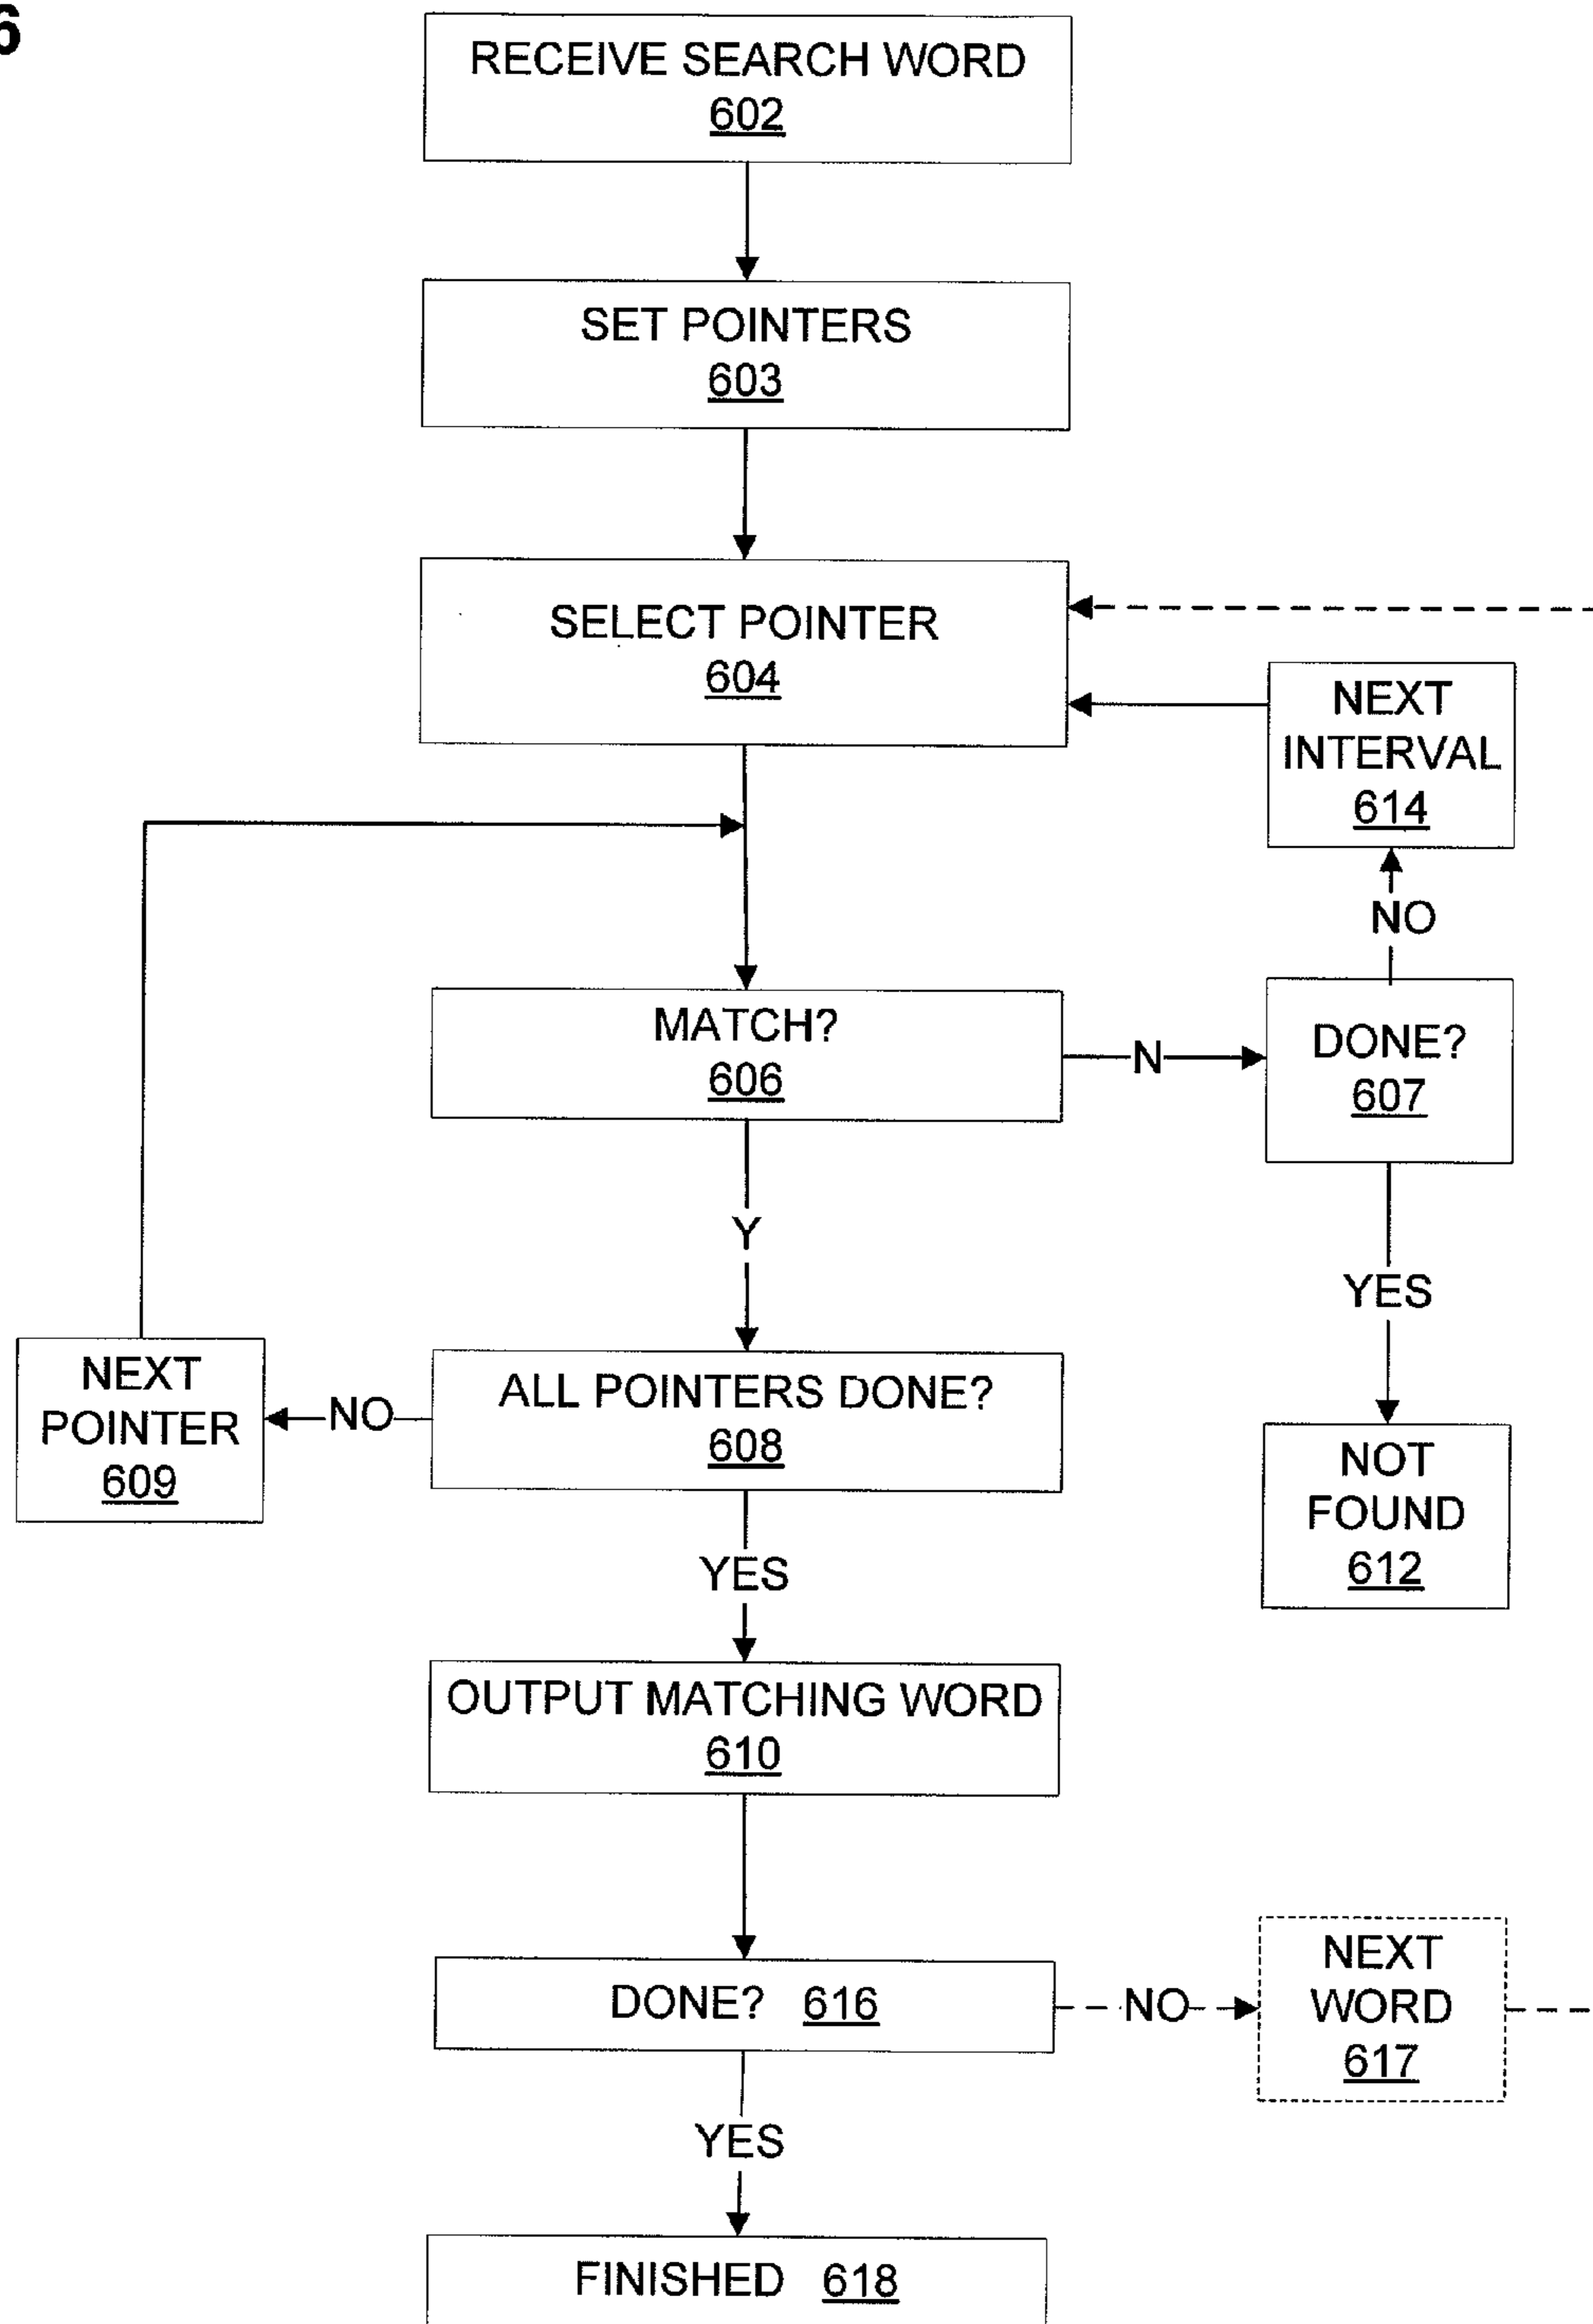 6
RECEIVE SEARCH WORD
602
SET POINTERS
603
SELECT POINTER
604
NEXT
INTERVAL
614
NO
MATCH?
606
N
DONE?
607
Y
YES
NEXT
POINTER
609
NO
ALL POINTERS DONE?
608
NOT
FOUND
612
YES
OUTPUT MATCHING WORD
610
DONE? 616
NO
NEXT
WORD
617
YES
FINISHED 618